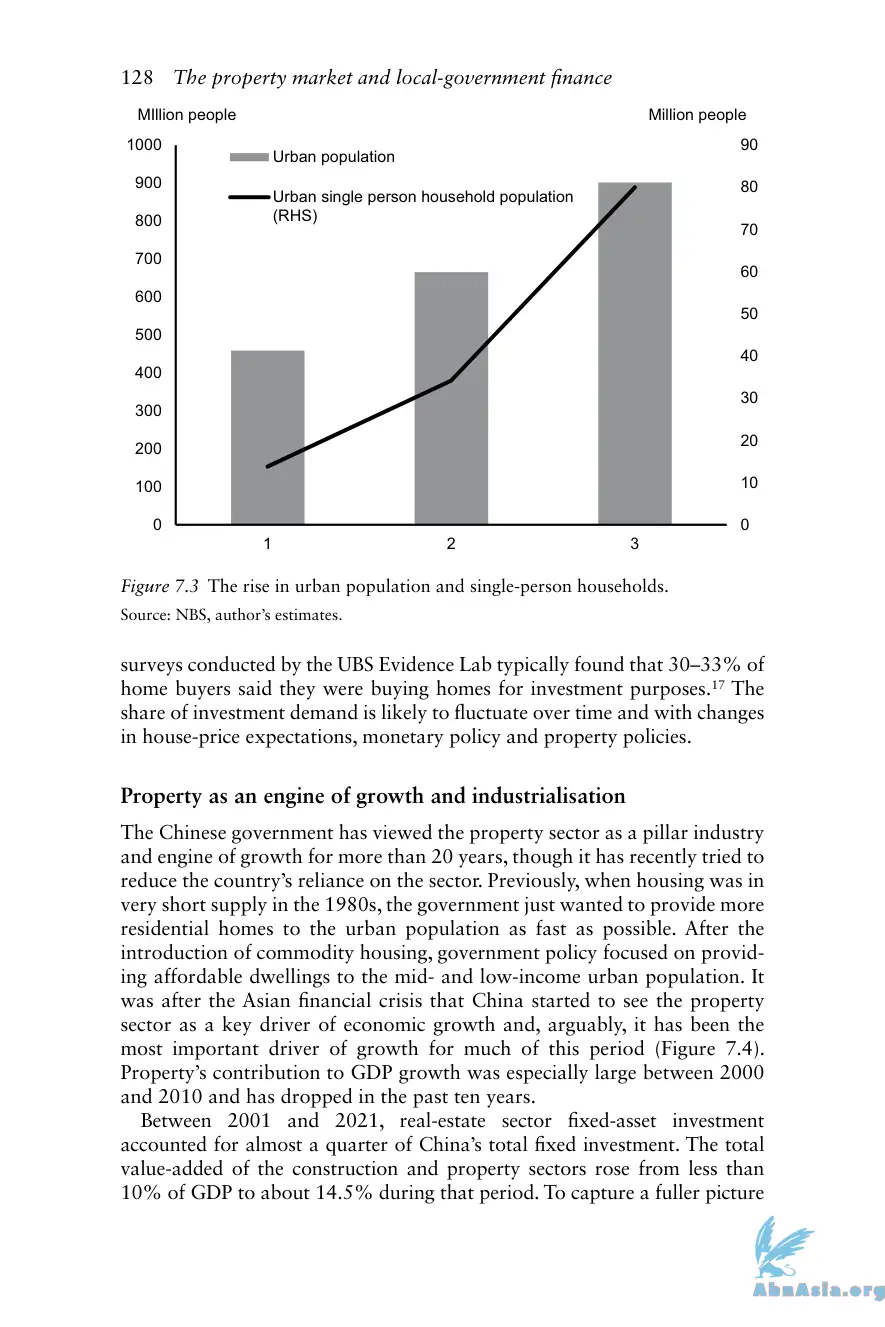 128 The property market and local-government finance
MIllion people
Million people
1000
900
800
700
600
500
400
300
200
100
0
Urban population
Urban single person household population
(RHS)
90
80
70
60
50
40
30
20
10
0
1
2
3
Figure 7.3 The rise in urban population and single-person households.
Source: NBS, author's estimates.
surveys conducted by the UBS Evidence Lab typically found that 30–33% of
home buyers said they were buying homes for investment purposes.17 The
share of investment demand is likely to fluctuate over time and with changes
in house-price expectations, monetary policy and property policies.
Property as an engine of growth and industrialisation
The Chinese government has viewed the property sector as a pillar industry
and engine of growth for more than 20 years, though it has recently tried to
reduce the country's reliance on the sector. Previously, when housing was in
very short supply in the 1980s, the government just wanted to provide more
residential homes to the urban population as fast as possible. After the
introduction of commodity housing, government policy focused on provid-
ing affordable dwellings to the mid- and low-income urban population. It
was after the Asian financial crisis that China started to see the property
sector as a key driver of economic growth and, arguably, it has been the
most important driver of growth for much of this period (Figure 7.4).
Property's contribution to GDP growth was especially large between 2000
and 2010 and has dropped in the past ten years.
Between 2001 and 2021, real-estate sector fixed-asset investment
accounted for almost a quarter of China's total fixed investment. The total
value-added of the construction and property sectors rose from less than
10% of GDP to about 14.5% during that period. To capture a fuller picture
AbnAsia.org